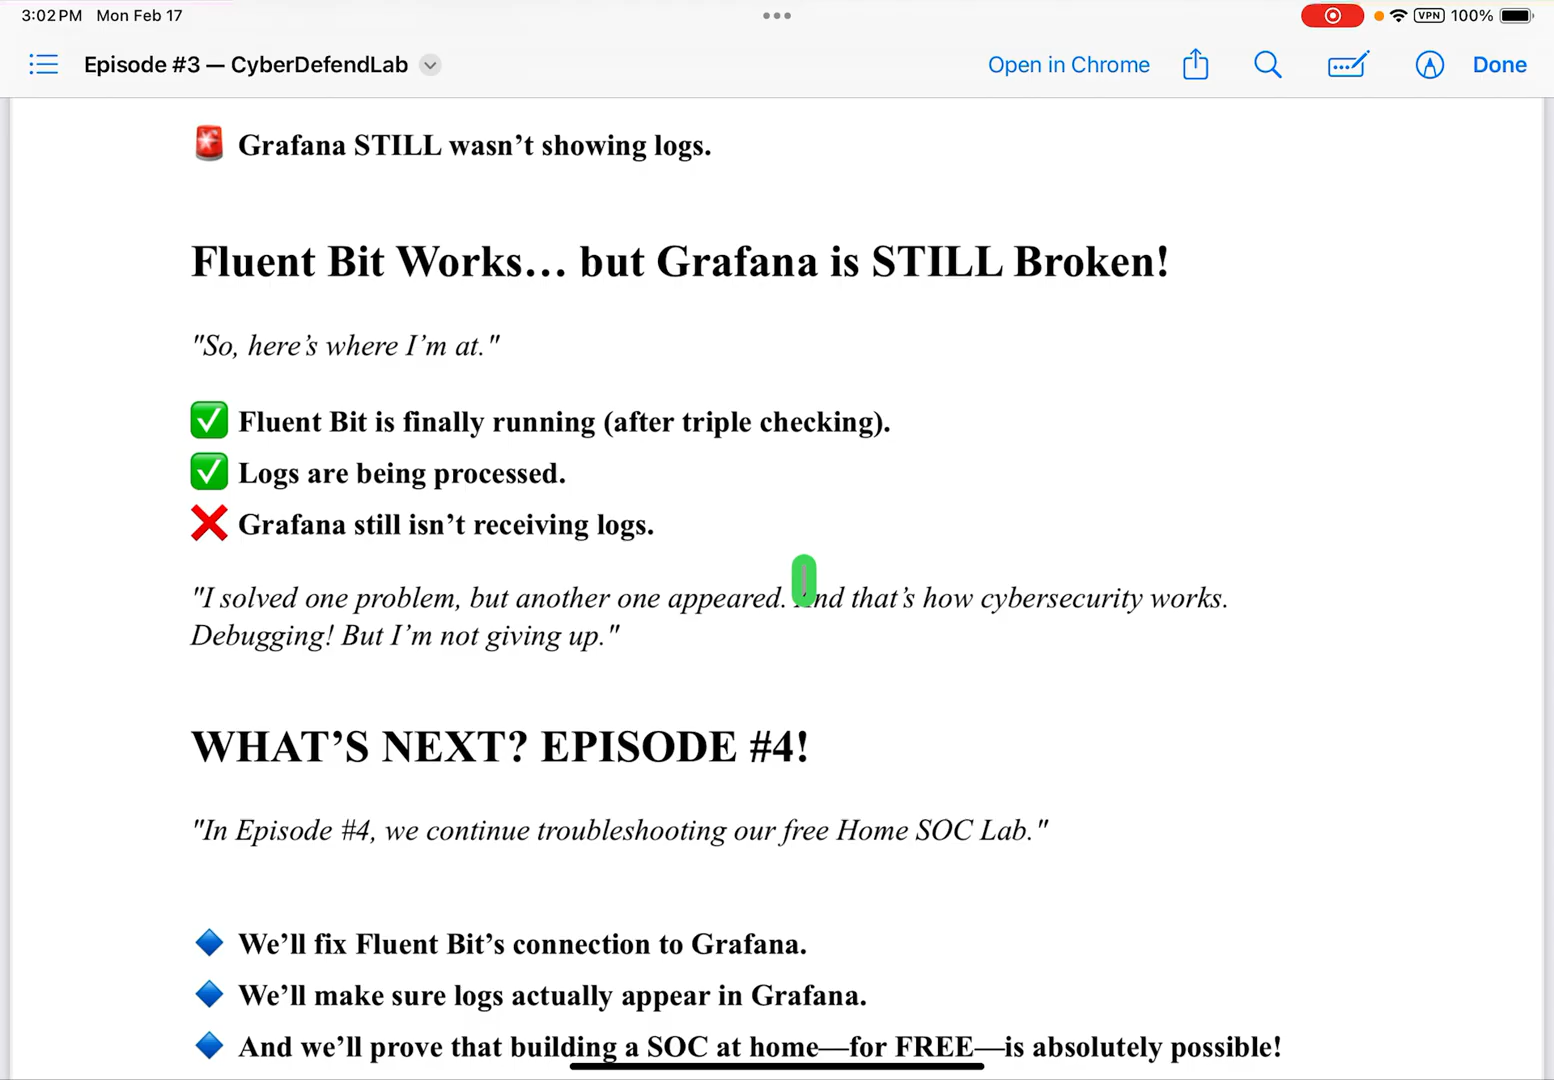 3:02 PM Mon Feb 17
VPN 100%
Episode #3 — CyberDefendLab
Open in Chrome
Done
Grafana STILL wasn’t showing logs.
Fluent Bit Works… but Grafana is STILL Broken!
"So, here’s where I’m at."
Fluent Bit is finally running (after triple checking).
Logs are being processed.
Grafana still isn’t receiving logs.
"I solved one problem, but another one appeared. And that’s how cybersecurity works.
Debugging! But I’m not giving up."
WHAT’S NEXT? EPISODE #4!
"In Episode #4, we continue troubleshooting our free Home SOC Lab."
We’ll fix Fluent Bit’s connection to Grafana.
We’ll make sure logs actually appear in Grafana.
And we’ll prove that building a SOC at home—for FREE—is absolutely possible!